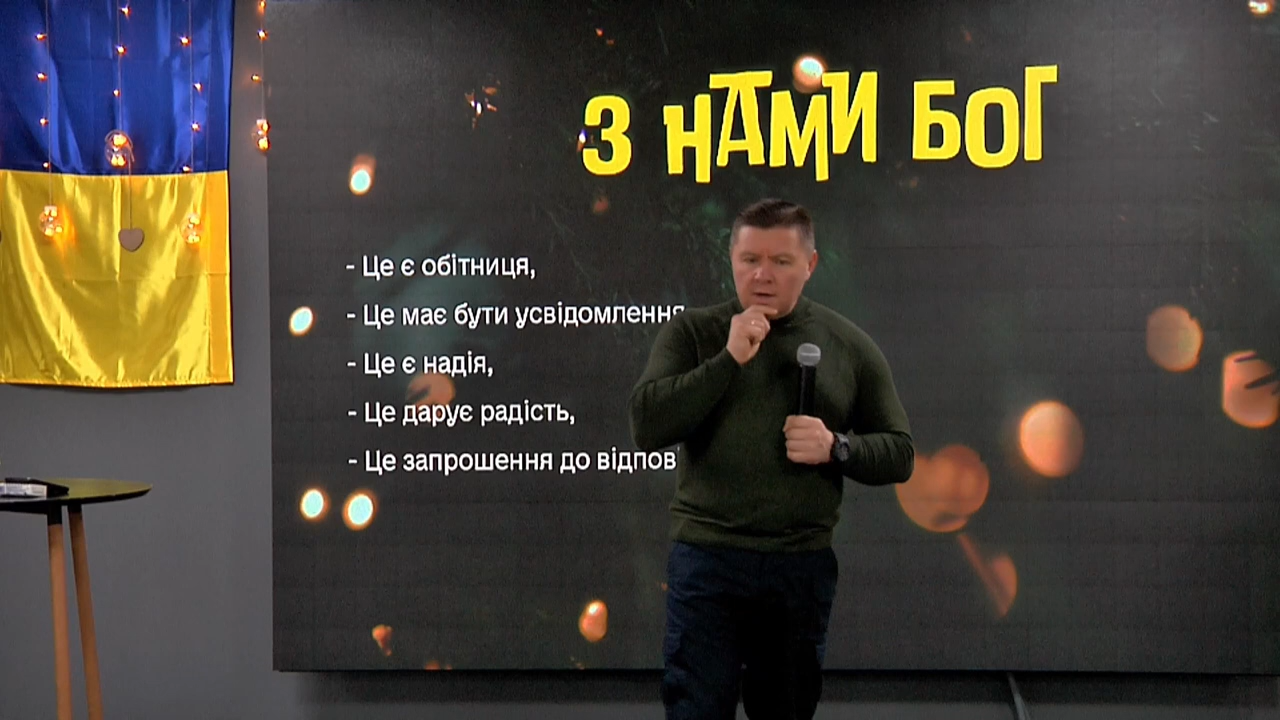 З НАМИ БОГ
- Це є обітниця,
- Це має бути усвідомлення
- Це є надія,
- Це дарує радість,
- Це запрошення до